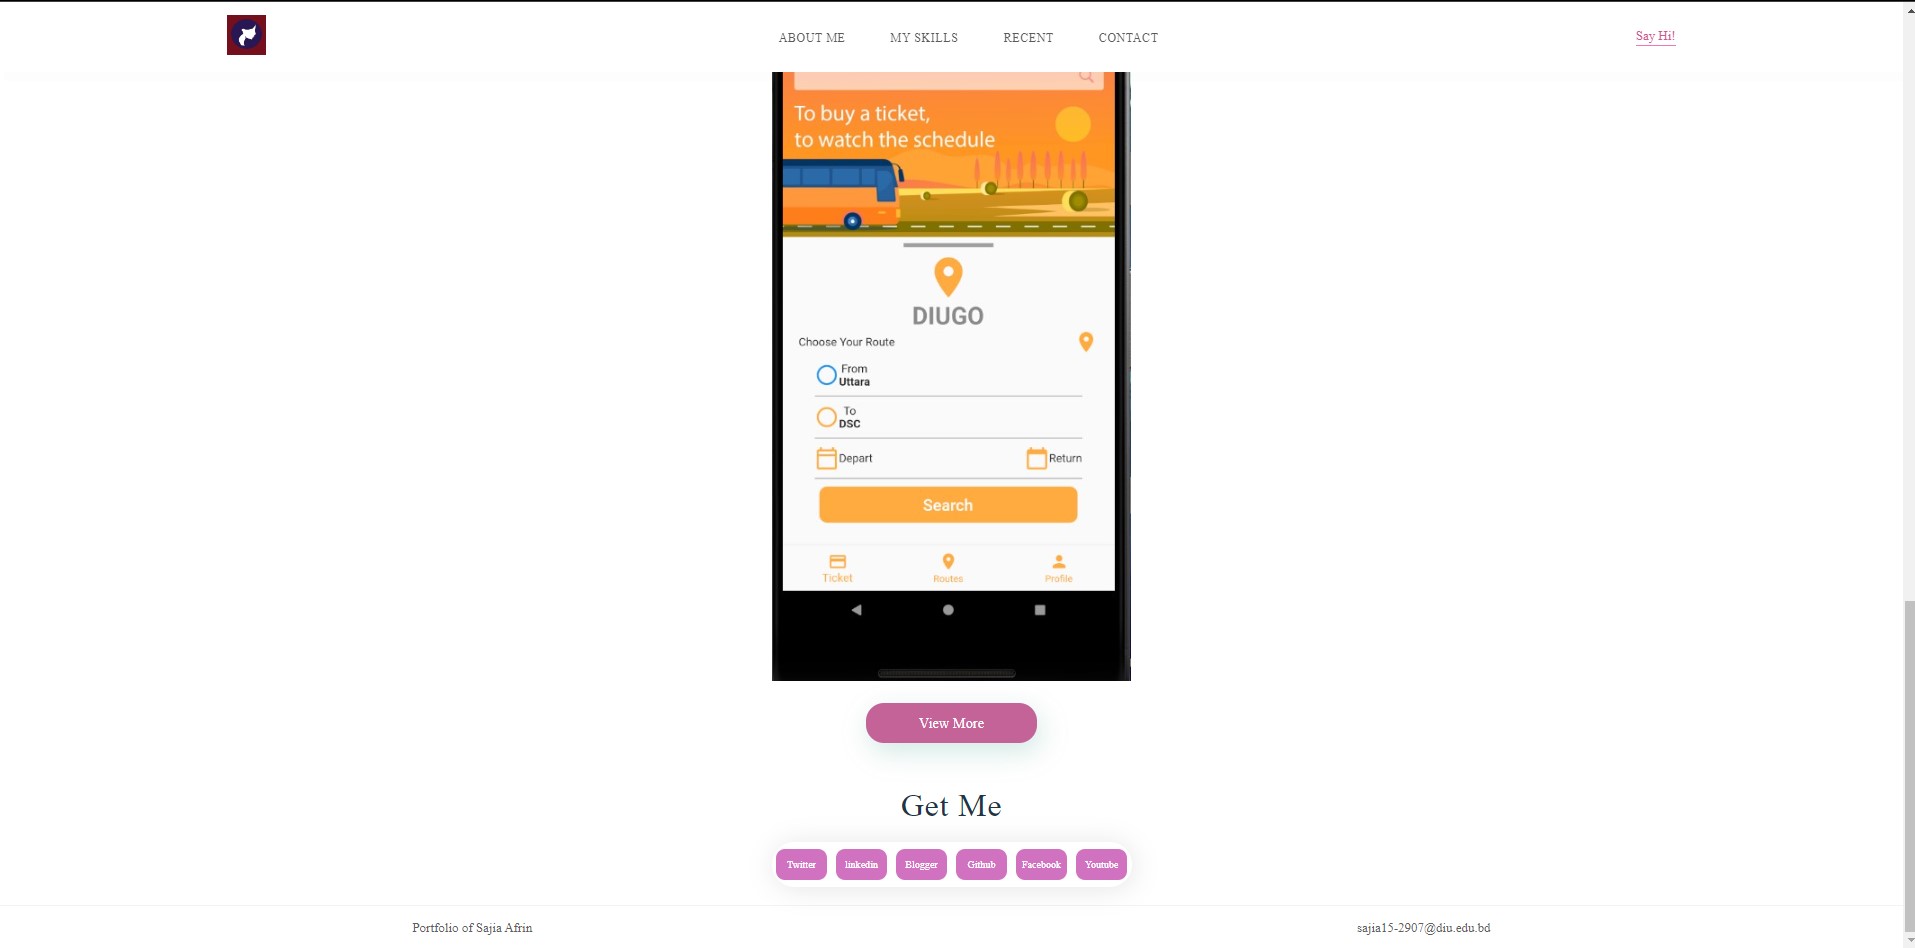 ABOUT ME
MY SKILLS
RECENT
CONTACT
Say Hi!
To buy a ticket,
to watch the schedule
DIUGO
Choose Your Route
From
Uttara
To
DSC
Depart
Return
Search
Ticket
Routes
Profile
View More
Get Me
Twitter
linkedin
Blogger
Github
Facebook
Youtube
Portfolio of Sajia Afrin
sajia15-2907@diu.edu.bd